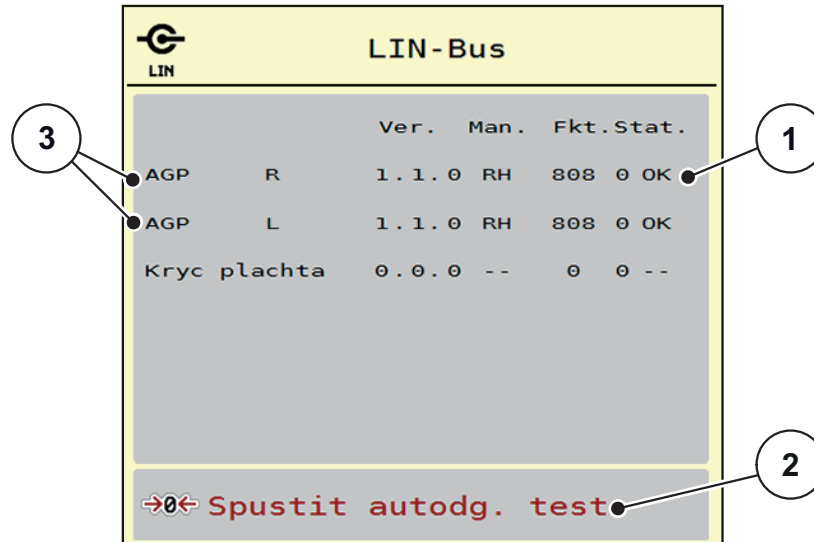 LIN
LIN-Bus
Ver. Man. Fkt.Stat.
AGP R 1.1.0 RH 808 0 OK
AGP L 1.1.0 RH 808 0 OK
Kryc plachta 0.0.0 -- 0 0 --
→0← Spustit autodg. test
3
1
2